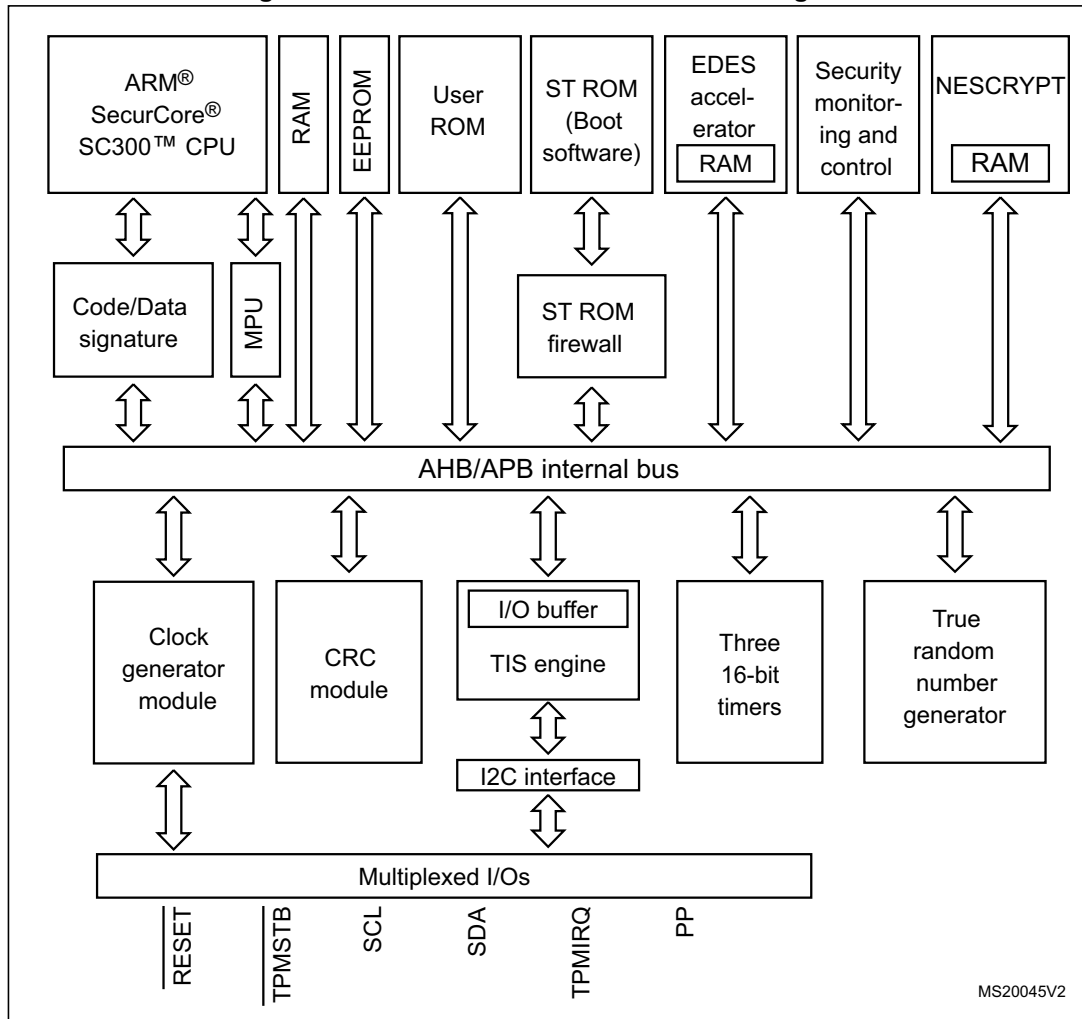 ARM®
SecurCore®
SC300™ CPU
RAM
EEPROM
User
ROM
ST ROM
(Boot
software)
EDES
accel-
erator
RAM
Security
monitor-
ing and
control
NESCRYPT
RAM
Code/Data
signature
MPU
ST ROM
firewall
AHB/APB internal bus
Clock
generator
module
CRC
module
I/O buffer
TIS engine
Three
16-bit
timers
True
random
number
generator
I2C interface
Multiplexed I/Os
RESET
TPMSTB
SCL
SDA
TPMIRQ
PP
MS20045V2